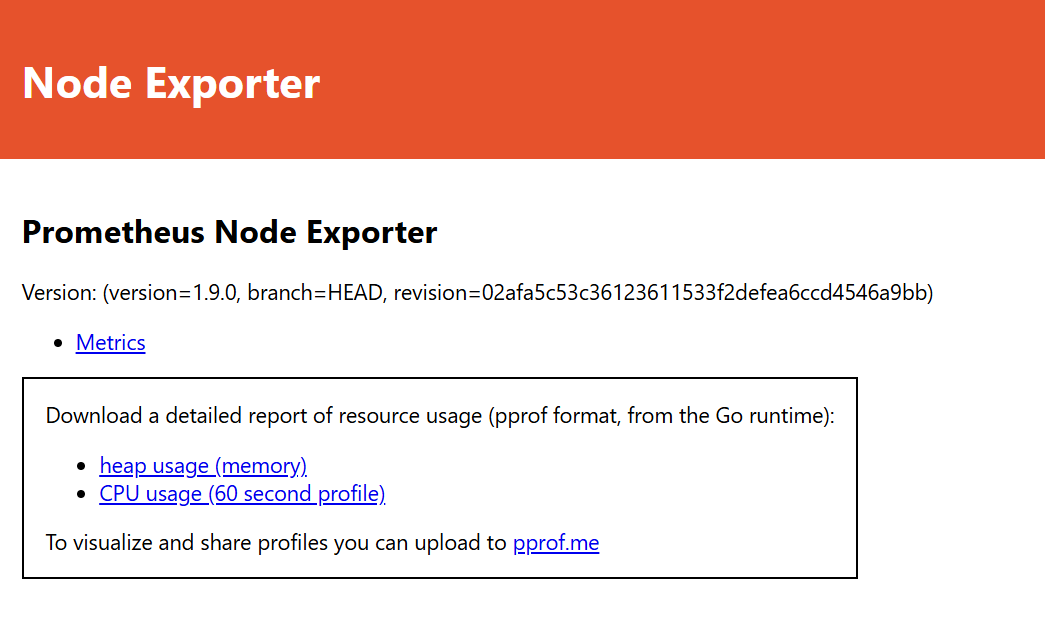 Node Exporter
Prometheus Node Exporter
Version: (version=1.9.0, branch=HEAD, revision=02afa5c53c36123611533f2defea6ccd4546a9bb)
Metrics
Download a detailed report of resource usage (pprof format, from the Go runtime):
heap usage (memory)
CPU usage (60 second profile)
To visualize and share profiles you can upload to pprof.me